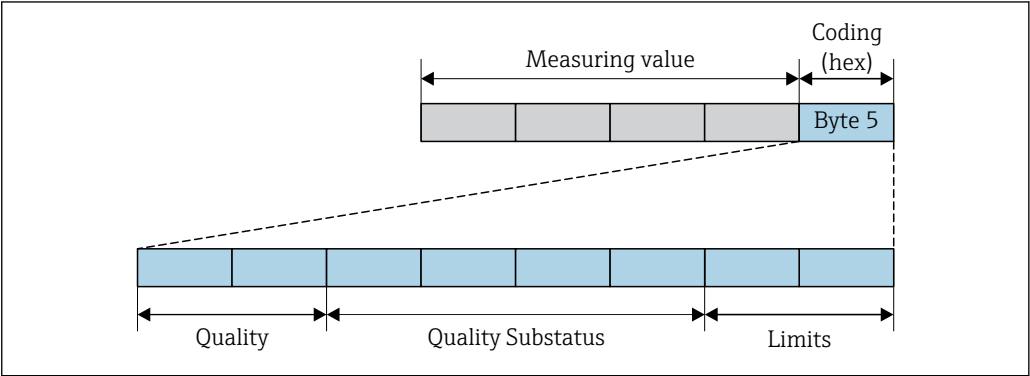 Coding
(hex)
Measuring value
Byte 5
Quality
Quality Substatus
Limits